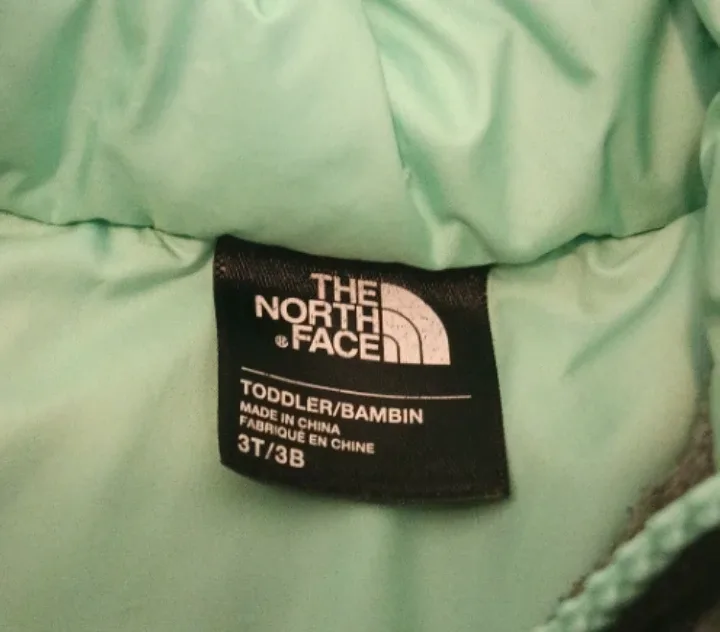 THE
NORTH
® FACE
TODDLER/BAMBIN
MADE IN CHINA
FABRIQUÉ EN CHINE
3T/3B